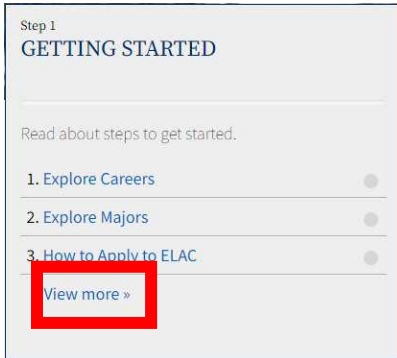 Step 1
GETTING STARTED
Read about steps to get started.
1. Explore Careers
2. Explore Majors
3. How to Apply to ELAC
View more »